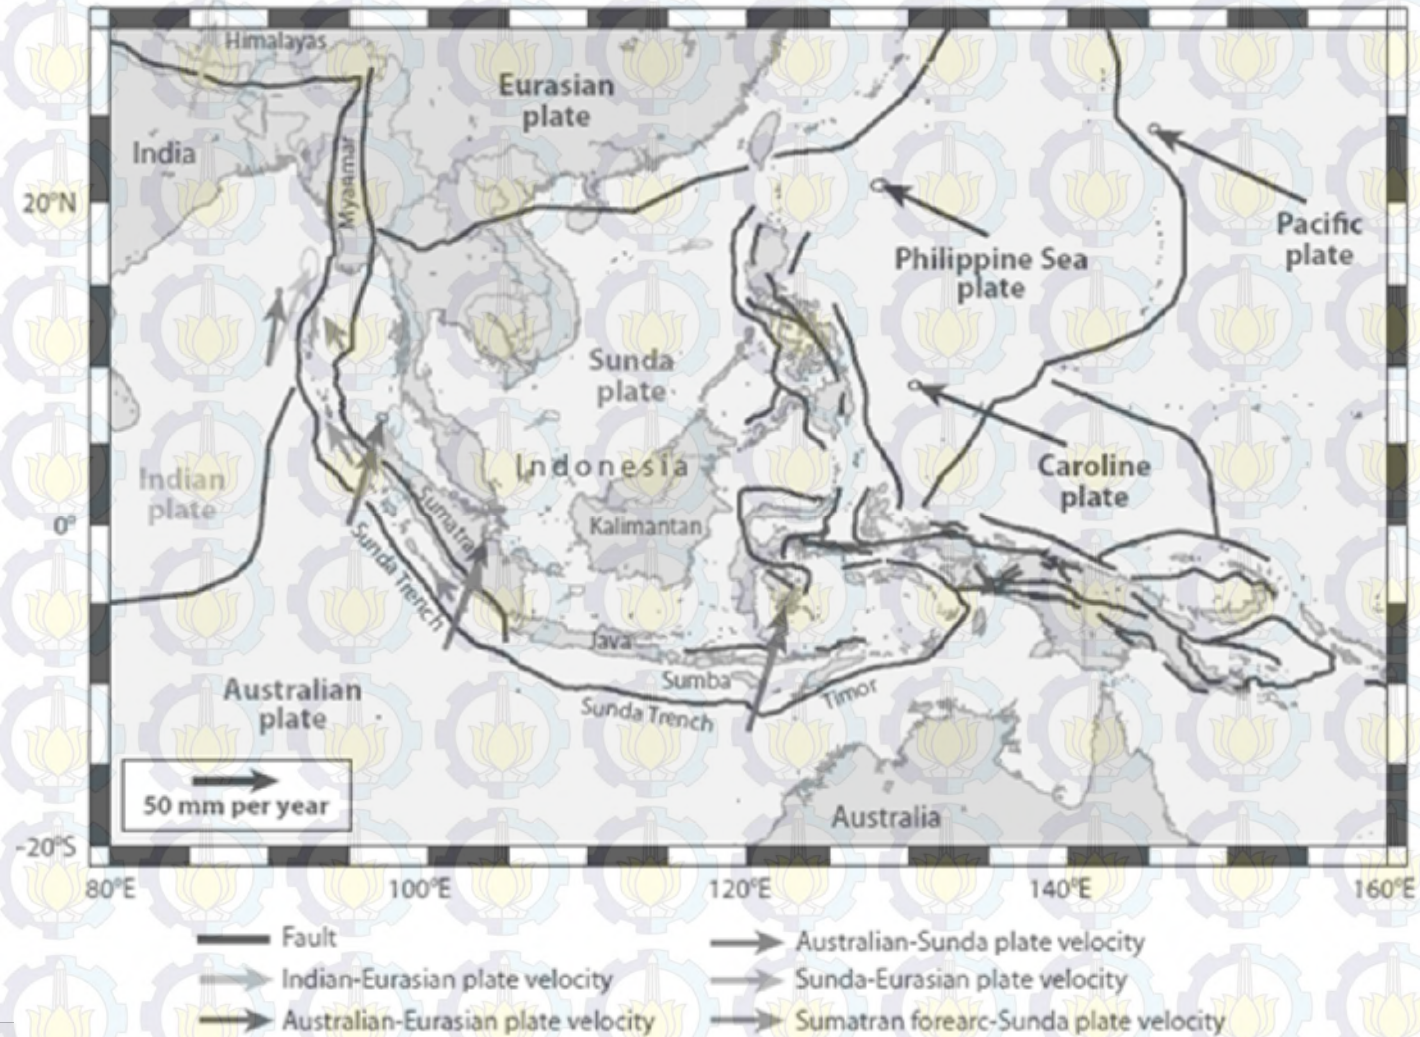 Himalayas
Eurasian
plate
India
Myanmar
20°N
Pacific
plate
Philippine Sea
plate
Sunda
plate
Indonesia
Caroline
plate
Indian
plate
0°
Kalimantan
Sumatra
Sunda Trench
Java
Sumba
Timor
Sunda Trench
Australian
plate
50 mm per year
Australia
-20°S
80°E 100°E 120°E 140°E 160°E
Fault
Indian-Eurasian plate velocity
Australian-Eurasian plate velocity
Australian-Sunda plate velocity
Sunda-Eurasian plate velocity
Sumatran forearc-Sunda plate velocity